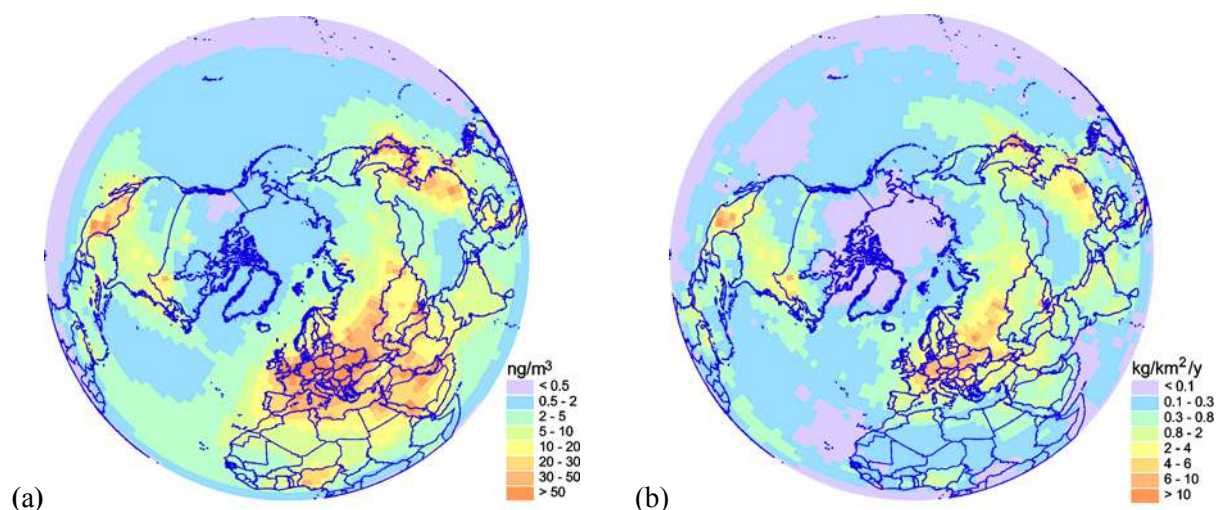 ng/m³
< 0.5
0.5 - 2
2 - 5
5 - 10
10 - 20
20 - 30
30 - 50
> 50
(a)
kg/km²/y
< 0.1
0.1 - 0.3
0.3 - 0.8
0.8 - 2
2 - 4
4 - 6
6 - 10
> 10
(b)